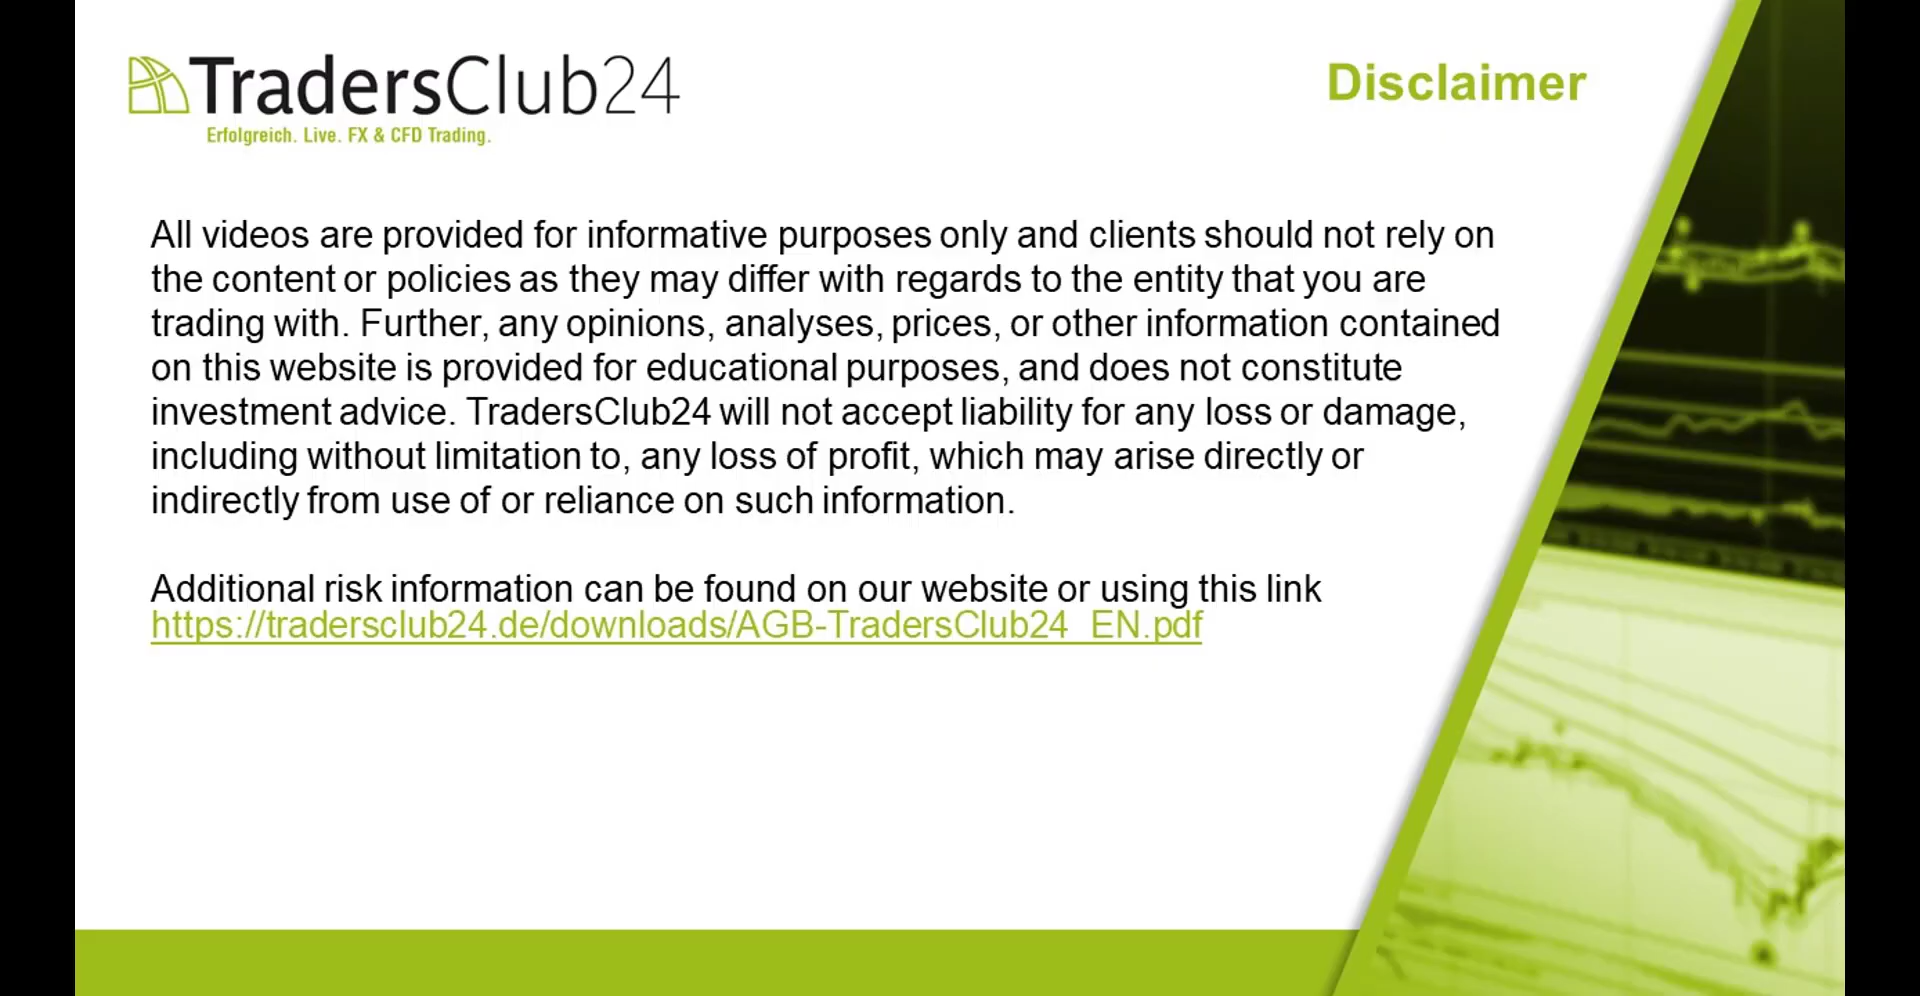 TradersClub24
Disclaimer
Erfolgreich. Live. FX & CFD Trading.
All videos are provided for informative purposes only and clients should not rely on
the content or policies as they may differ with regards to the entity that you are
trading with. Further, any opinions, analyses, prices, or other information contained
on this website is provided for educational purposes, and does not constitute
investment advice. TradersClub24 will not accept liability for any loss or damage,
including without limitation to, any loss of profit, which may arise directly or
indirectly from use of or reliance on such information.
Additional risk information can be found on our website or using this link
https://tradersclub24.de/downloads/AGB-TradersClub24_EN.pdf